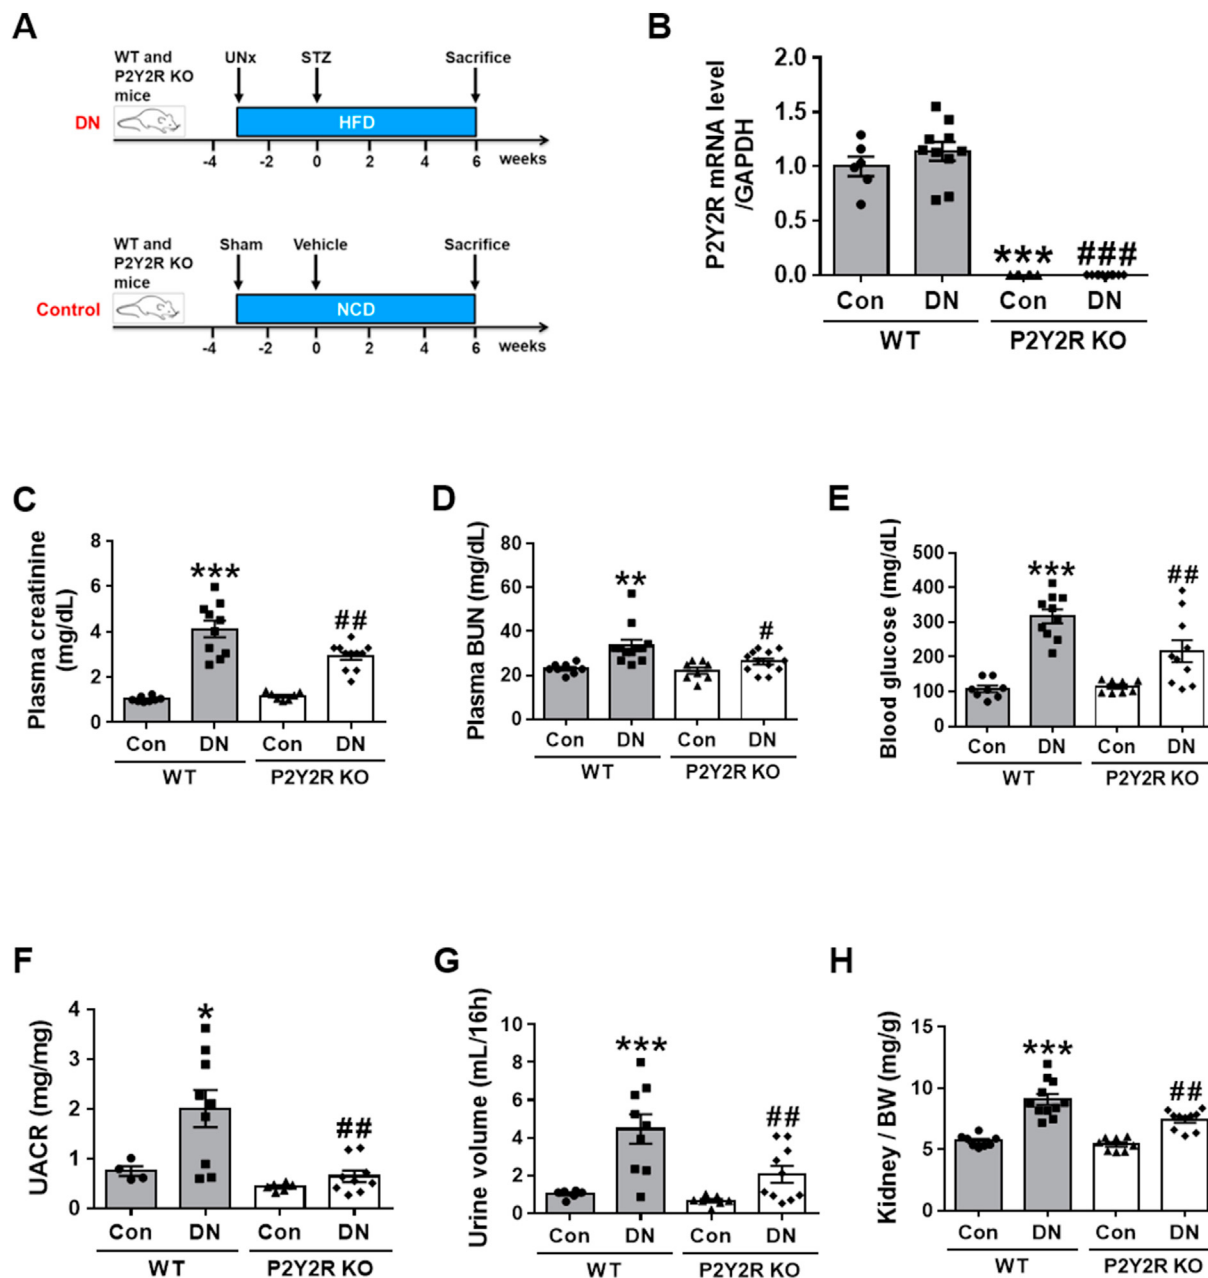 A
WT and
P2Y2R KO
mice
UNx
STZ
Sacrifice
DN
HFD
-4
-2
0
2
4
6
weeks
WT and
P2Y2R KO
mice
Sham
Vehicle
Sacrifice
Control
NCD
-4
-2
0
2
4
6
weeks
B
P2Y2R mRNA level
/GAPDH
2.0
1.5
1.0
0.5
0.0
***
###
Con
DN
Con
DN
WT
P2Y2R KO
C
Plasma creatinine
(mg/dL)
8
6
4
2
0
***
##
Con
DN
Con
DN
WT
P2Y2R KO
D
Plasma BUN (mg/dL)
80
60
40
20
0
**
#
Con
DN
Con
DN
WT
P2Y2R KO
E
Blood glucose (mg/dL)
500
400
300
200
100
0
***
##
Con
DN
Con
DN
WT
P2Y2R KO
F
UACR (mg/mg)
4
3
2
1
0
*
##
Con
DN
Con
DN
WT
P2Y2R KO
G
Urine volume (mL/16h)
10
8
6
4
2
0
***
##
Con
DN
Con
DN
WT
P2Y2R KO
H
Kidney / BW (mg/g)
15
10
5
0
***
##
Con
DN
Con
DN
WT
P2Y2R KO